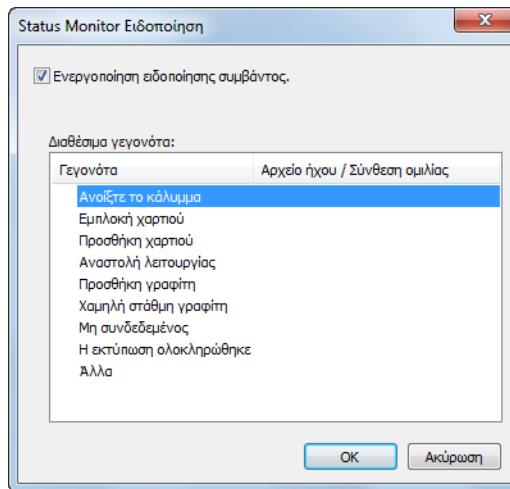 Status Monitor Ειδοποίηση
Ενεργοποίηση ειδοποίησης συμβάντος.
Διαθέσιμα γεγονότα:
Γεγονότα Αρχείο ήχου / Σύνθεση ομιλίας
Ανοίξτε το κάλυμμα
Εμπλοκή χαρτιού
Προσθήκη χαρτιού
Αναστολή λειτουργίας
Προσθήκη γραφίτη
Χαμηλή στάθμη γραφίτη
Μη συνδεδεμένος
Η εκτύπωση ολοκληρώθηκε
Άλλα
OK Ακύρωση